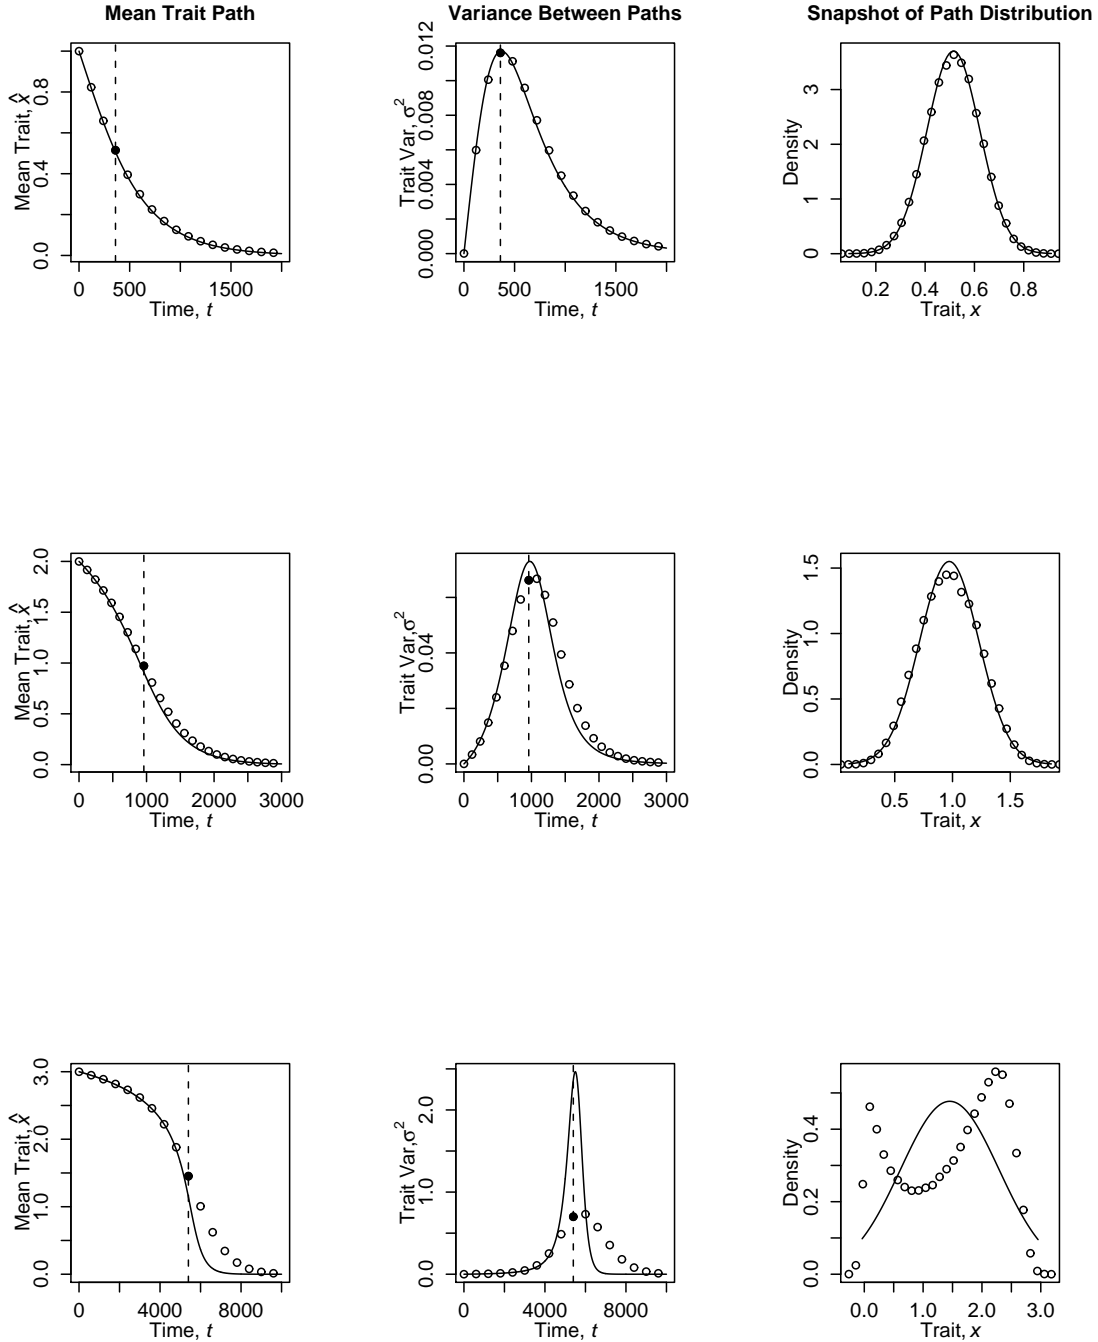 Mean Trait Path
Variance Between Paths
Snapshot of Path Distribution
Mean Trait, x̂
0.0 0.4 0.8
0 500 1500
Time, t
Trait Var, σ²
0.000 0.004 0.008 0.012
0 500 1500
Time, t
Density
0 1 2 3
0.2 0.4 0.6 0.8
Trait, x
Mean Trait, x̂
0.0 0.5 1.0 1.5 2.0
0 1000 2000 3000
Time, t
Trait Var,σ²
0.00 0.04
0 1000 2000 3000
Time, t
Density
0.0 0.5 1.0 1.5
0.5 1.0 1.5
Trait, x
Mean Trait, x̂
0.0 1.0 2.0 3.0
0 4000 8000
Time, t
Trait Var,σ²
0.0 1.0 2.0
0 4000 8000
Time, t
Density
0.0 0.2 0.4
0.0 1.0 2.0 3.0
Trait, x